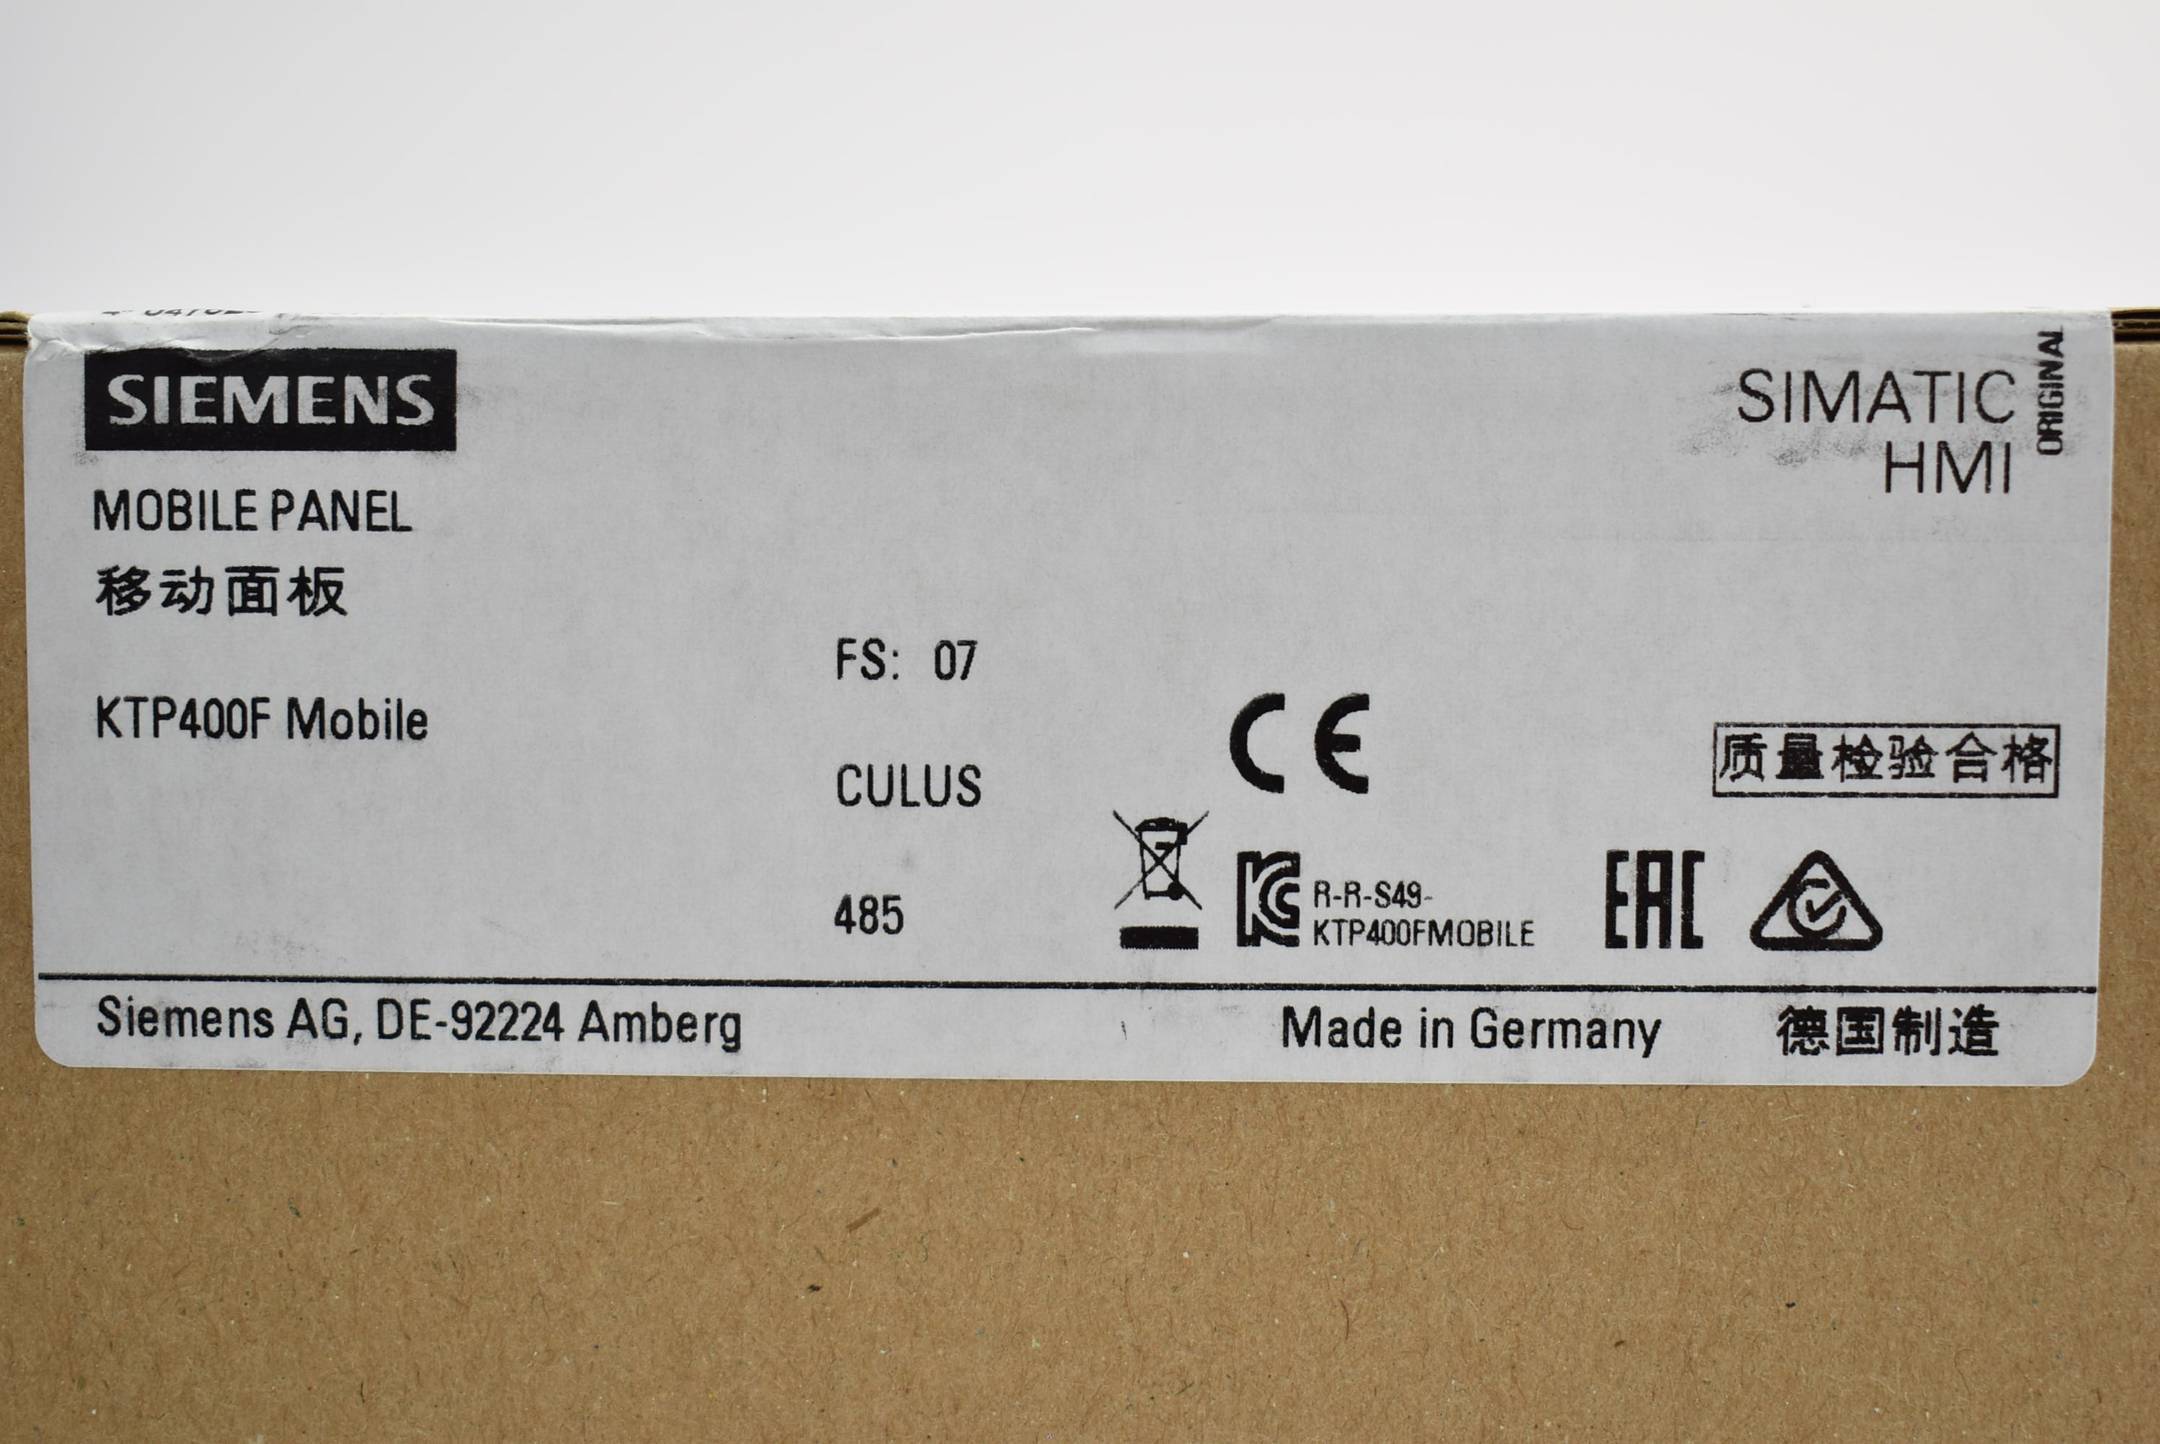 SIEMENS
SIMATIC
HMI
ORIGINAL
MOBILE PANEL
移动面板
FS: 07
KTP400F Mobile
CE
质量检验合格
CULUS
R-R-S49-
KTP400FMOBILE
EAC
485
Siemens AG, DE-92224 Amberg
Made in Germany
德国制造